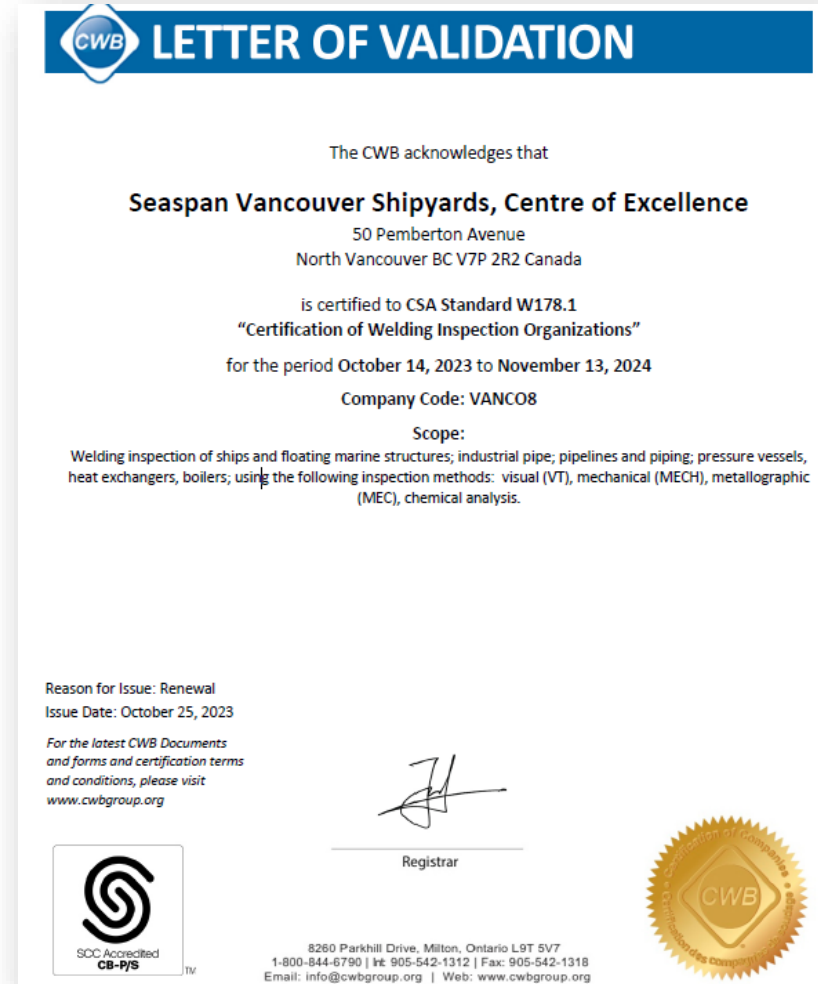 CWB LETTER OF VALIDATION
The CWB acknowledges that
Seaspan Vancouver Shipyards, Centre of Excellence
50 Pemberton Avenue
North Vancouver BC V7P 2R2 Canada
is certified to CSA Standard W178.1
“Certification of Welding Inspection Organizations”
for the period October 14, 2023 to November 13, 2024
Company Code: VANCO8
Scope:
Welding inspection of ships and floating marine structures; industrial pipe; pipelines and piping; pressure vessels,
heat exchangers, boilers; using the following inspection methods: visual (VT), mechanical (MECH), metallographic
(MEC), chemical analysis.
Reason for Issue: Renewal
Issue Date: October 25, 2023
For the latest CWB Documents
and forms and certification terms
and conditions, please visit
www.cwbgroup.org
Registrar
SCC Accredited
CB-P/S
TM
Certification of Companies
CWB
Certification des compagnies
8260 Parkhill Drive, Milton, Ontario L9T 5V7
1-800-844-6790 | Int: 905-542-1312 | Fax: 905-542-1318
Email: info@cwbgroup.org | Web: www.cwbgroup.org